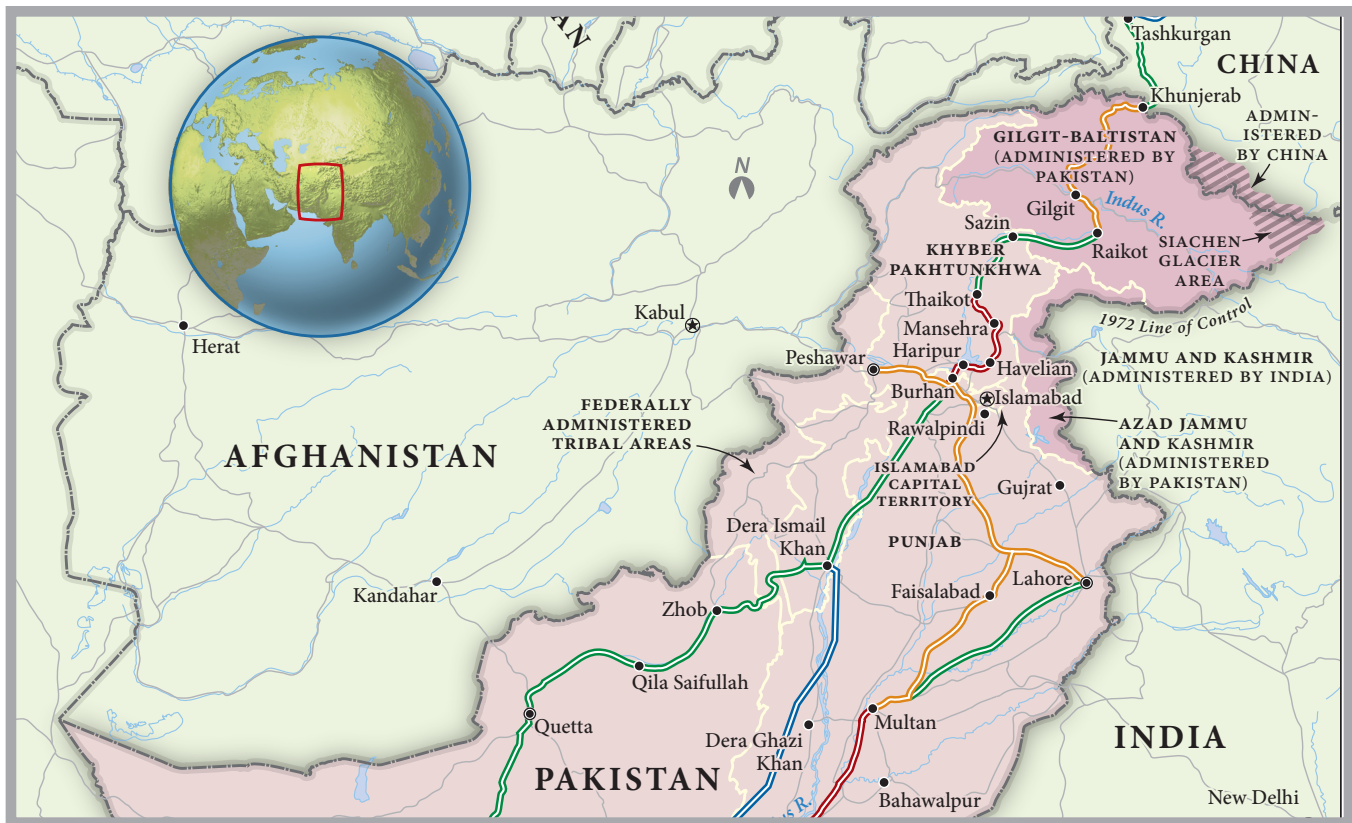 AN
Tashkurgan
CHINA
Khunjerab
ADMIN-
ISTERED
BY CHINA
GILGIT-BALTISTAN
(ADMINISTERED BY
PAKISTAN)
N
Gilgit
Indus R.
Sazin
Raikot
SIACHEN
GLACIER
AREA
KHYBER
PAKHTUNKHWA
Thaikot
1972 Line of Control
Kabul
Mansehra
Herat
Haripur
Peshawar
Havelian
JAMMU AND KASHMIR
(ADMINISTERED BY INDIA)
Burhan
Islamabad
FEDERALLY
ADMINISTERED
TRIBAL AREAS
Rawalpindi
AZAD JAMMU
AND KASHMIR
(ADMINISTERED
BY PAKISTAN)
AFGHANISTAN
ISLAMABAD
CAPITAL
TERRITORY
Gujrat
Dera Ismail
Khan
PUNJAB
Kandahar
Faisalabad
Lahore
Zhob
Qila Saifullah
Quetta
Multan
Dera Ghazi
Khan
INDIA
PAKISTAN
Bahawalpur
New Delhi
us R.